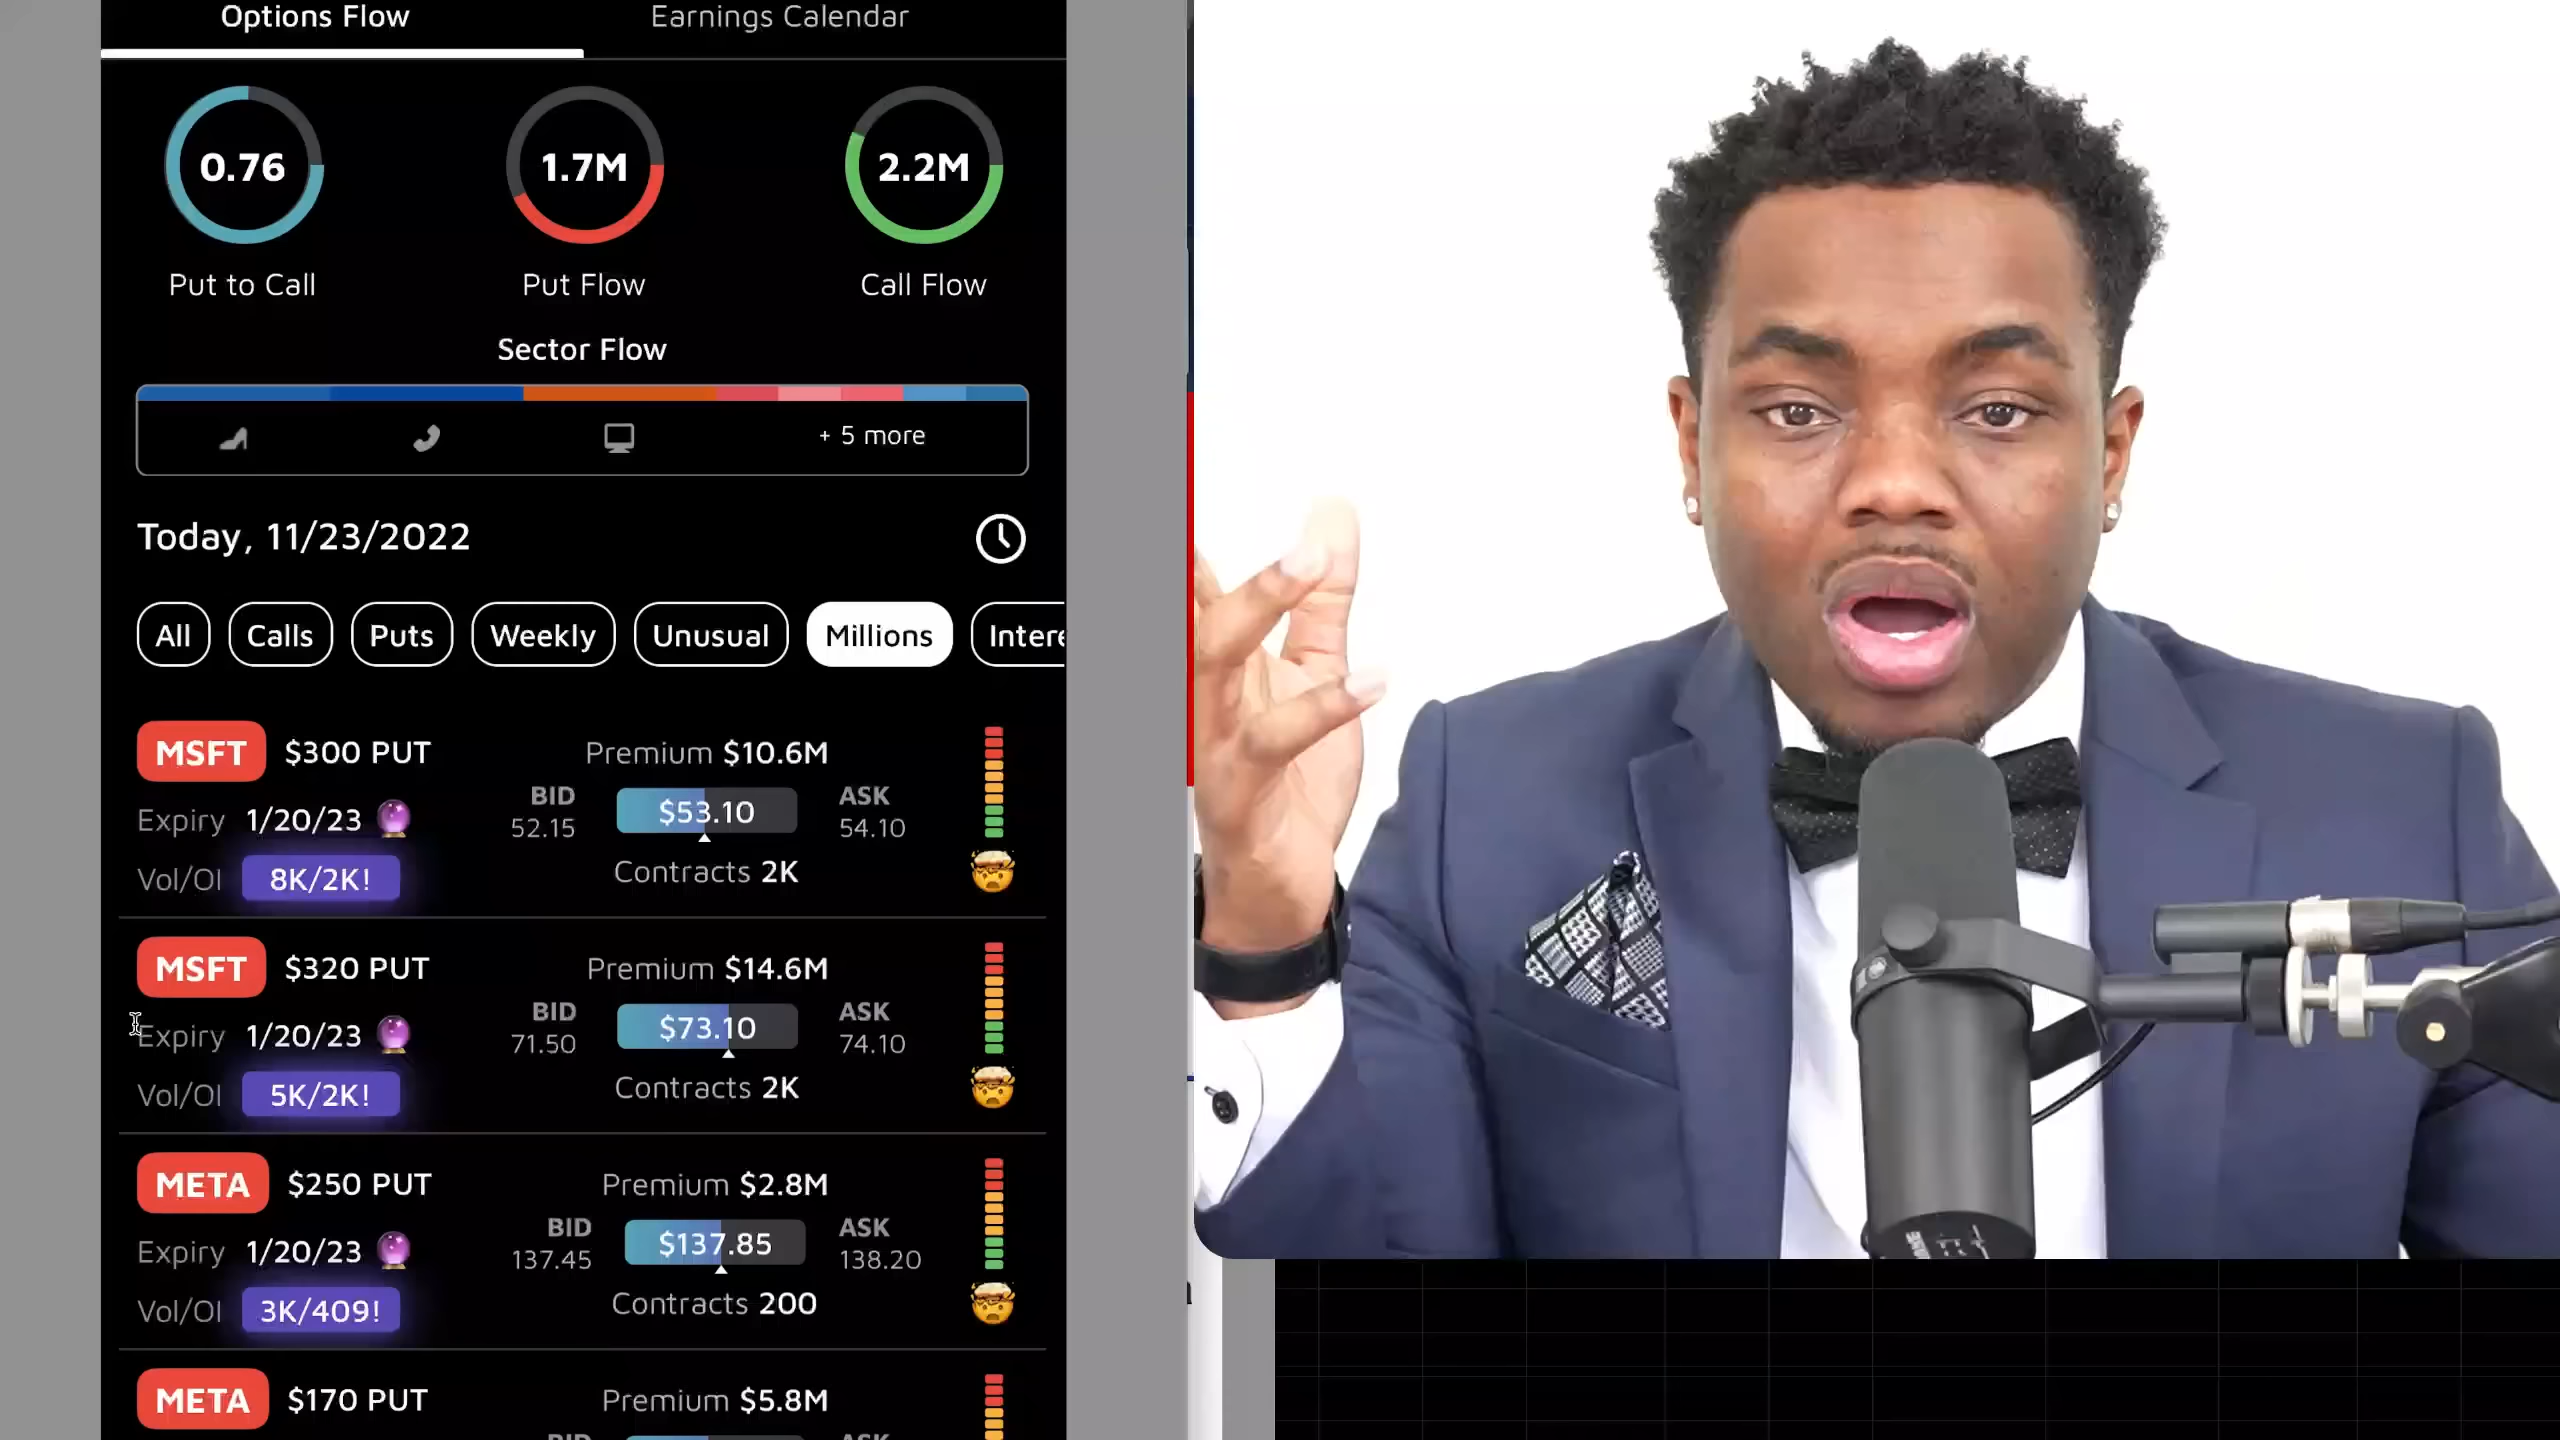 Options Flow
Earnings Calendar
0.76
1.7M
2.2M
Put to Call
Put Flow
Call Flow
Sector Flow
+ 5 more
Today, 11/23/2022
All
Calls
Puts
Weekly
Unusual
Millions
Intere
MSFT $300 PUT Premium $10.6M
BID ASK
Expiry 1/20/23 52.15 $53.10 54.10
Vol/OI 8K/2K! Contracts 2K
MSFT $320 PUT Premium $14.6M
BID ASK
Expiry 1/20/23 71.50 $73.10 74.10
Vol/OI 5K/2K! Contracts 2K
META $250 PUT Premium $2.8M
BID ASK
Expiry 1/20/23 137.45 $137.85 138.20
Vol/OI 3K/409! Contracts 200
META $170 PUT Premium $5.8M
BID ASK